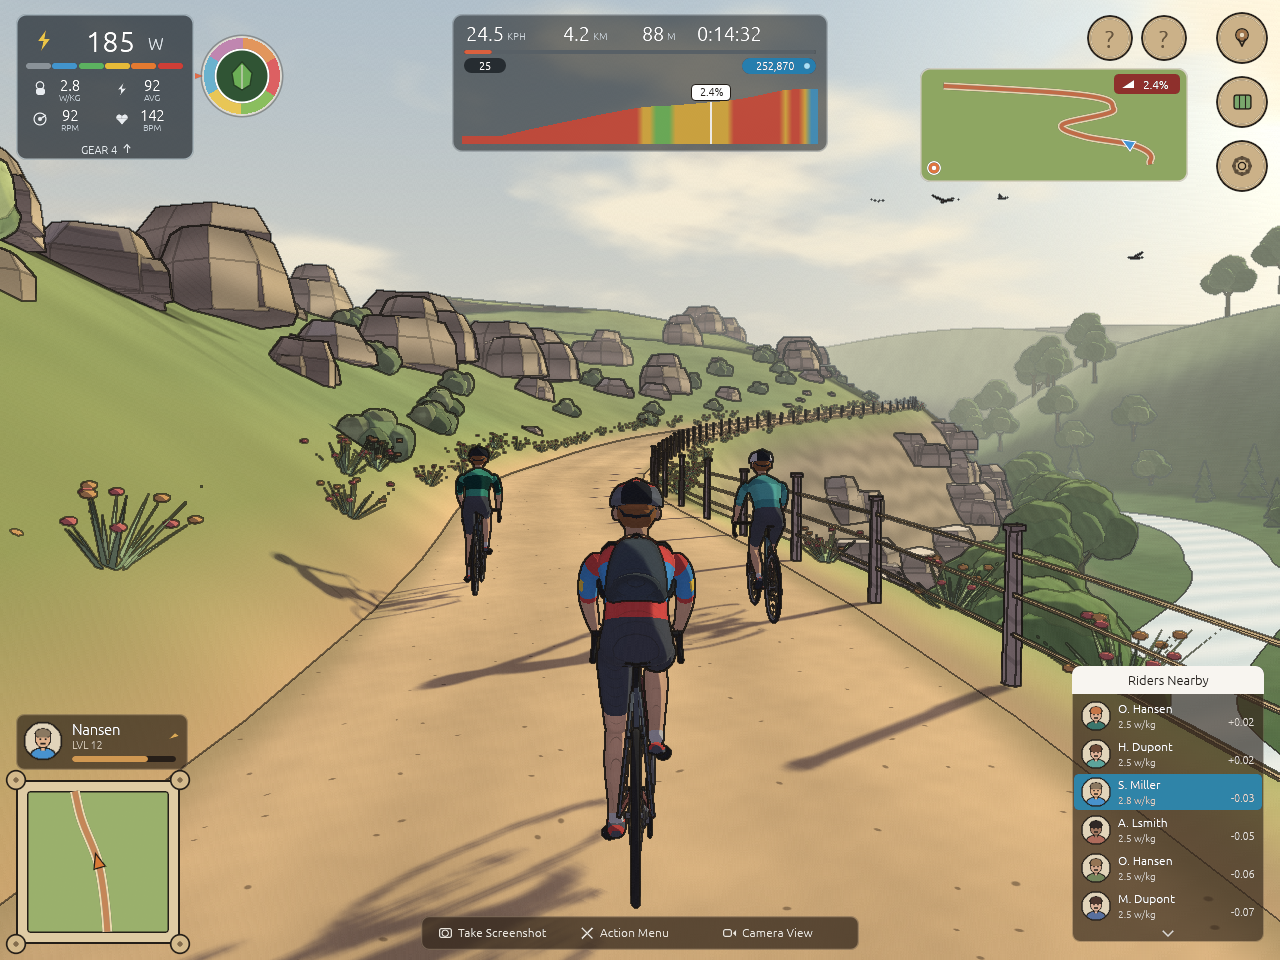 185 W
2.8
W/KG
92
AVG
92
RPM
142
BPM
GEAR 4
24.5 KPH
4.2 KM
88 M
0:14:32
25
252,870
2.4%
?
?
2.4%
Nansen
LVL 12
Riders Nearby
O. Hansen
2.5 w/kg
+0.02
H. Dupont
2.5 w/kg
+0.02
S. Miller
2.8 w/kg
-0.03
A. Lsmith
2.5 w/kg
-0.05
O. Hansen
2.5 w/kg
-0.06
M. Dupont
2.5 w/kg
-0.07
Take Screenshot
Action Menu
Camera View